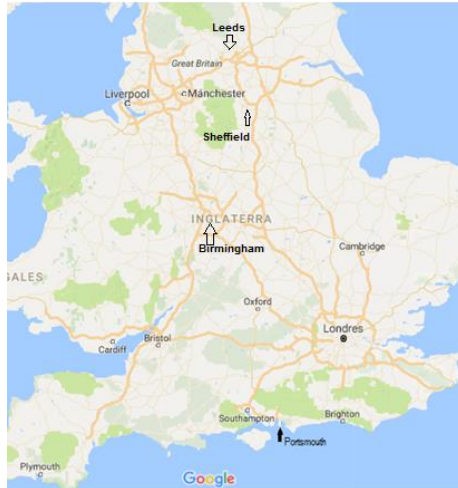 Leeds
Great Britain
Liverpool
Manchester
Sheffield
INGLATERRA
Birmingham
Cambridge
GALES
Oxford
Londres
Cardiff
Bristol
Southampton
Brighton
Portsmouth
Plymouth
Google